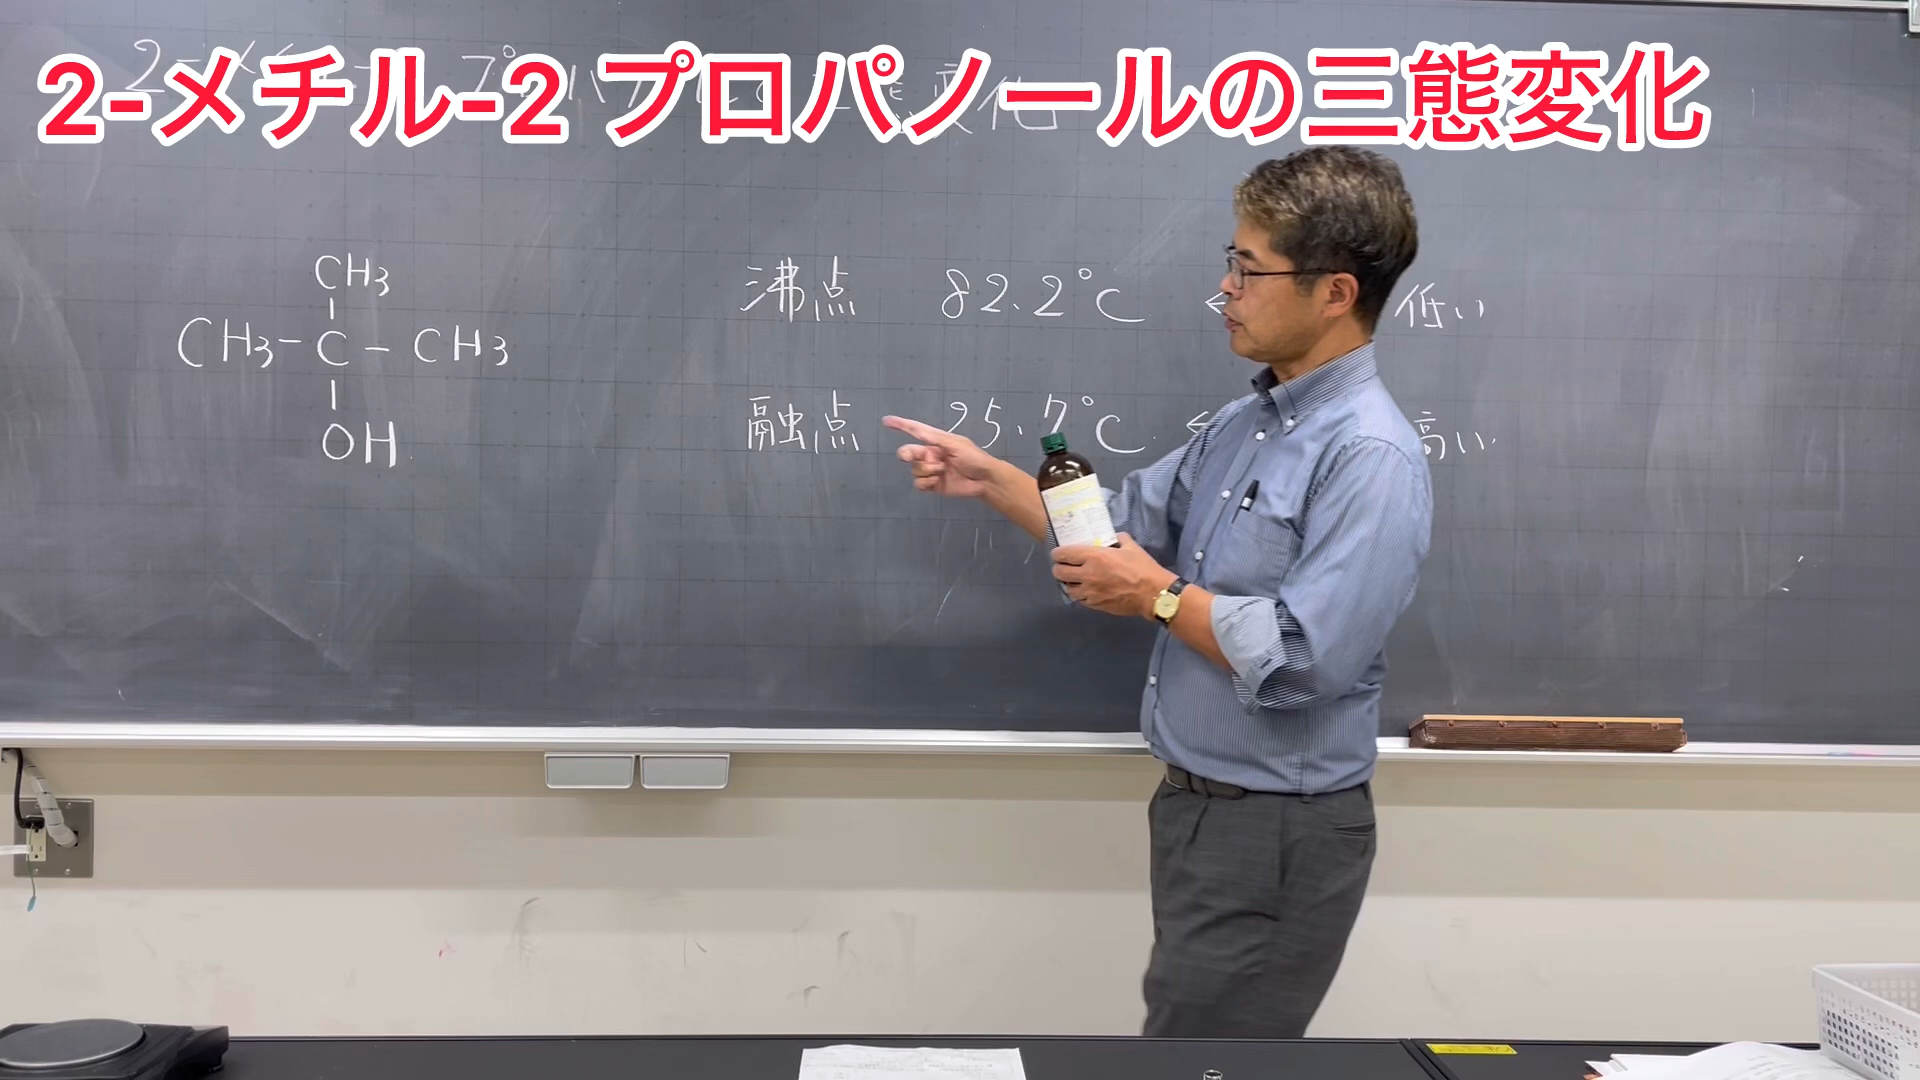 2-メチル-2 プロパノールの三態変化
CH3
CH3-C-CH3
OH
沸点 82.2℃ ← 低い
融点 25.7℃ ← 高い